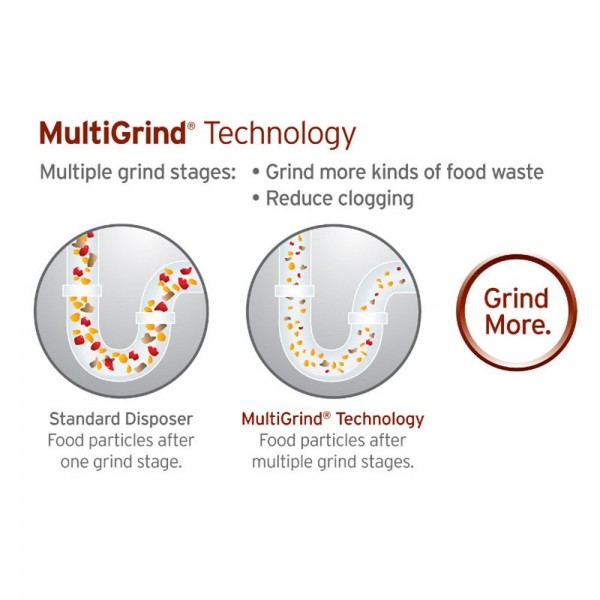 MultiGrind® Technology
Multiple grind stages: • Grind more kinds of food waste
• Reduce clogging
Grind
More.
Standard Disposer
Food particles after
one grind stage.
MultiGrind® Technology
Food particles after
multiple grind stages.